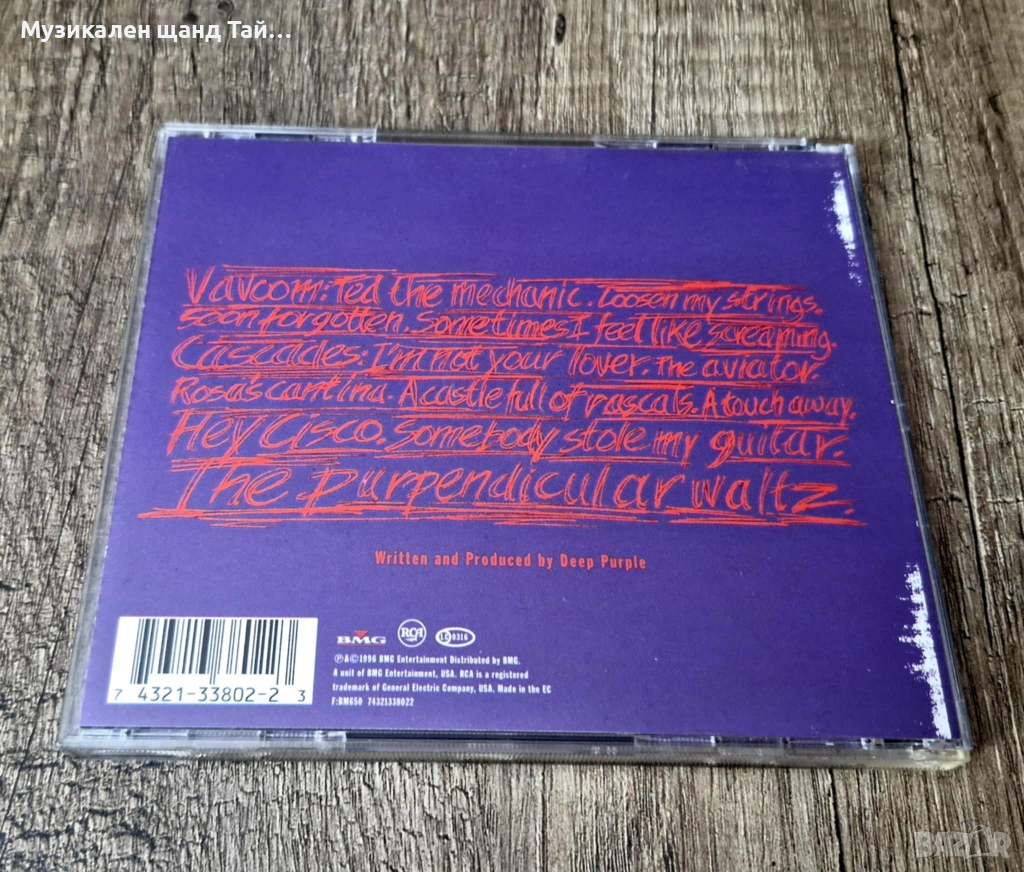 Музикален щанд Тай...
Vavoom: Ted the mechanic. Loosen my strings.
soon forgotten. Sometimes I feel like screaming.
Cascades: I'm not your lover. The aviator.
Rosa's cantina. A castle full of rascals. A touch away.
Hey Cisco. Somebody stole my guitar.
The purpendicular waltz.
Written and Produced by Deep Purple
BMG RCA LC 0316
℗&©1996 BMG Entertainment Distributed by BMG.
A unit of BMG Entertainment, USA. RCA is a registered
trademark of General Electric Company, USA. Made in the EC
F:BM650 74321338022
7 4321-33802-2 3
BAZAR